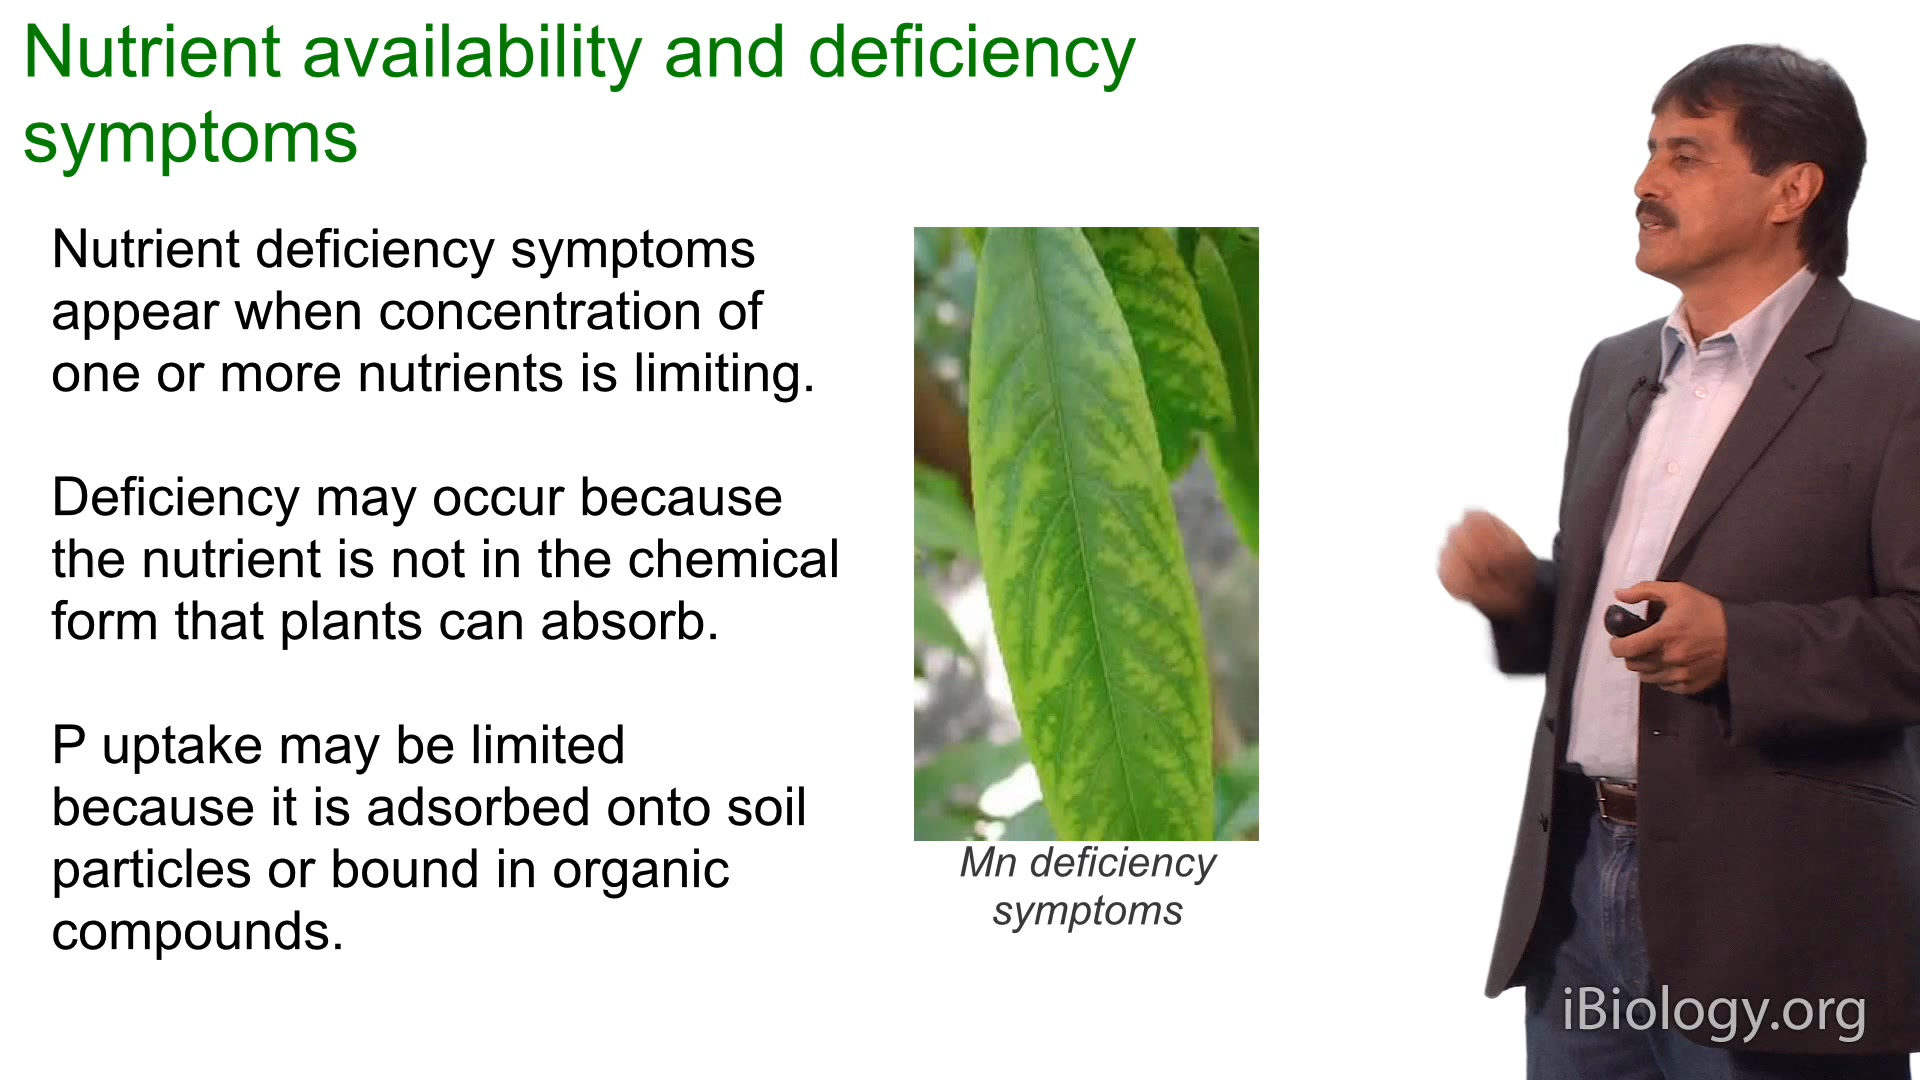 Nutrient availability and deficiency
symptoms
Nutrient deficiency symptoms
appear when concentration of
one or more nutrients is limiting.
Deficiency may occur because
the nutrient is not in the chemical
form that plants can absorb.
P uptake may be limited
because it is adsorbed onto soil
particles or bound in organic
compounds.
Mn deficiency
symptoms
iBiology.org